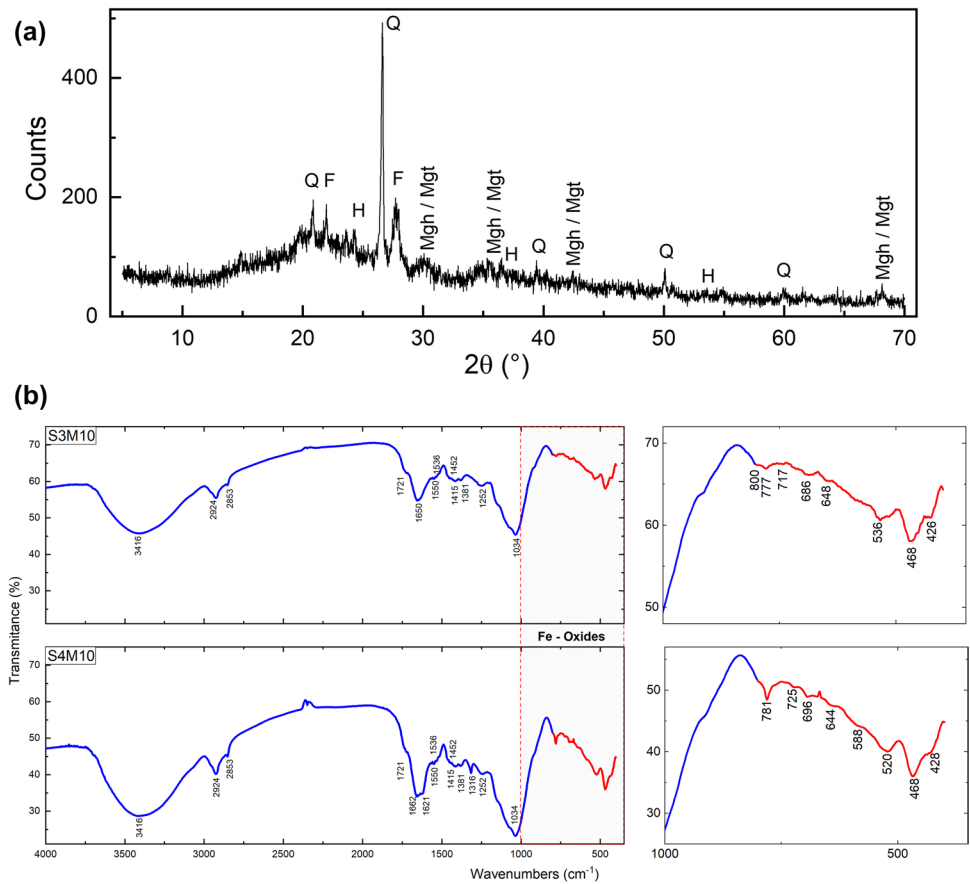 (a)
Counts
400
200
0
Q
Q
F
H
F
Mgh / Mgt
Mgh / Mgt
H
Q
Mgh / Mgt
Q
H
Q
Mgh / Mgt
10 20 30 40 50 60 70
2θ (°)
(b)
Transmitance (%)
S3M10
70
60
50
40
30
3416
2924
2853
1721
1650
1550
1536
1452
1415
1381
1252
1034
70
60
50
800
777
717
686
648
536
468
426
Fe - Oxides
S4M10
70
60
50
40
30
3416
2924
2853
1721
1662
1621
1550
1536
1452
1415
1381
1316
1252
1034
4000 3500 3000 2500 2000 1500 1000 500
Wavenumbers (cm⁻¹)
50
40
30
781
725
696
644
588
520
468
428
1000 500